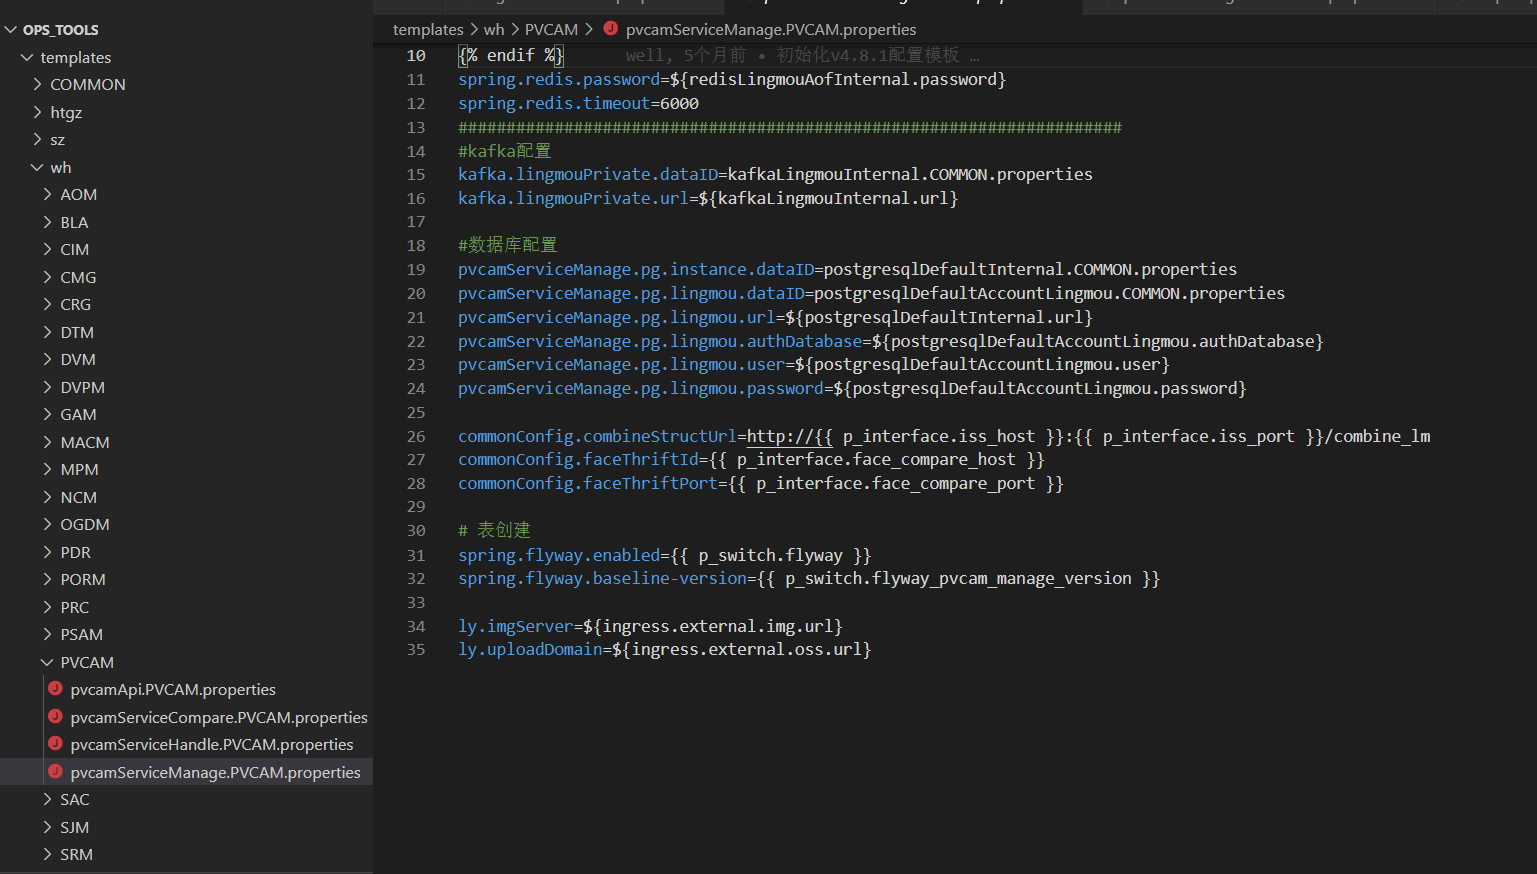 OPS_TOOLS
templates
COMMON
htgz
sz
wh
AOM
BLA
CIM
CMG
CRG
DTM
DVM
DVPM
GAM
MACM
MPM
NCM
OGDM
PDR
PORM
PRC
PSAM
PVCAM
pvcamApi.PVCAM.properties
pvcamServiceCompare.PVCAM.properties
pvcamServiceHandle.PVCAM.properties
pvcamServiceManage.PVCAM.properties
SAC
SJM
SRM
templates > wh > PVCAM > pvcamServiceManage.PVCAM.properties
10 {% endif %} well, 5个月前 • 初始化v4.8.1配置模板 …
11 spring.redis.password=${redisLingmouAofInternal.password}
12 spring.redis.timeout=6000
13 #####################################################################
14 #kafka配置
15 kafka.lingmouPrivate.dataID=kafkaLingmouInternal.COMMON.properties
16 kafka.lingmouPrivate.url=${kafkaLingmouInternal.url}
17
18 #数据库配置
19 pvcamServiceManage.pg.instance.dataID=postgresqlDefaultInternal.COMMON.properties
20 pvcamServiceManage.pg.lingmou.dataID=postgresqlDefaultAccountLingmou.COMMON.properties
21 pvcamServiceManage.pg.lingmou.url=${postgresqlDefaultInternal.url}
22 pvcamServiceManage.pg.lingmou.authDatabase=${postgresqlDefaultAccountLingmou.authDatabase}
23 pvcamServiceManage.pg.lingmou.user=${postgresqlDefaultAccountLingmou.user}
24 pvcamServiceManage.pg.lingmou.password=${postgresqlDefaultAccountLingmou.password}
25
26 commonConfig.combineStructUrl=http://{{ p_interface.iss_host }}:{{ p_interface.iss_port }}/combine_lm
27 commonConfig.faceThriftId={{ p_interface.face_compare_host }}
28 commonConfig.faceThriftPort={{ p_interface.face_compare_port }}
29
30 # 表创建
31 spring.flyway.enabled={{ p_switch.flyway }}
32 spring.flyway.baseline-version={{ p_switch.flyway_pvcam_manage_version }}
33
34 ly.imgServer=${ingress.external.img.url}
35 ly.uploadDomain=${ingress.external.oss.url}